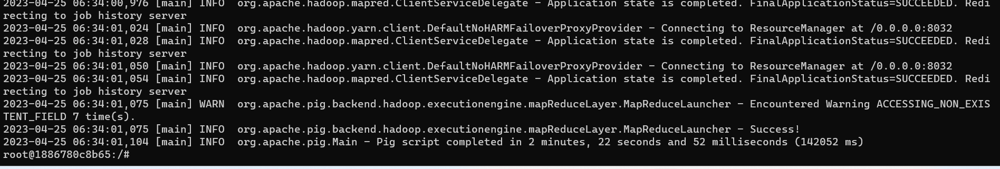 2023-04-25 06:34:00,976 [main] INFO  org.apache.hadoop.mapred.ClientServiceDelegate - Application state is completed. FinalApplicationStatus=SUCCEEDED. Redi
recting to job history server
2023-04-25 06:34:01,024 [main] INFO  org.apache.hadoop.yarn.client.DefaultNoHARMFailoverProxyProvider - Connecting to ResourceManager at /0.0.0.0:8032
2023-04-25 06:34:01,028 [main] INFO  org.apache.hadoop.mapred.ClientServiceDelegate - Application state is completed. FinalApplicationStatus=SUCCEEDED. Redi
recting to job history server
2023-04-25 06:34:01,050 [main] INFO  org.apache.hadoop.yarn.client.DefaultNoHARMFailoverProxyProvider - Connecting to ResourceManager at /0.0.0.0:8032
2023-04-25 06:34:01,054 [main] INFO  org.apache.hadoop.mapred.ClientServiceDelegate - Application state is completed. FinalApplicationStatus=SUCCEEDED. Redi
recting to job history server
2023-04-25 06:34:01,075 [main] WARN  org.apache.pig.backend.hadoop.executionengine.mapReduceLayer.MapReduceLauncher - Encountered Warning ACCESSING_NON_EXIS
TENT_FIELD 7 time(s).
2023-04-25 06:34:01,075 [main] INFO  org.apache.pig.backend.hadoop.executionengine.mapReduceLayer.MapReduceLauncher - Success!
2023-04-25 06:34:01,104 [main] INFO  org.apache.pig.Main - Pig script completed in 2 minutes, 22 seconds and 52 milliseconds (142052 ms)
root@1886780c8b65:/#